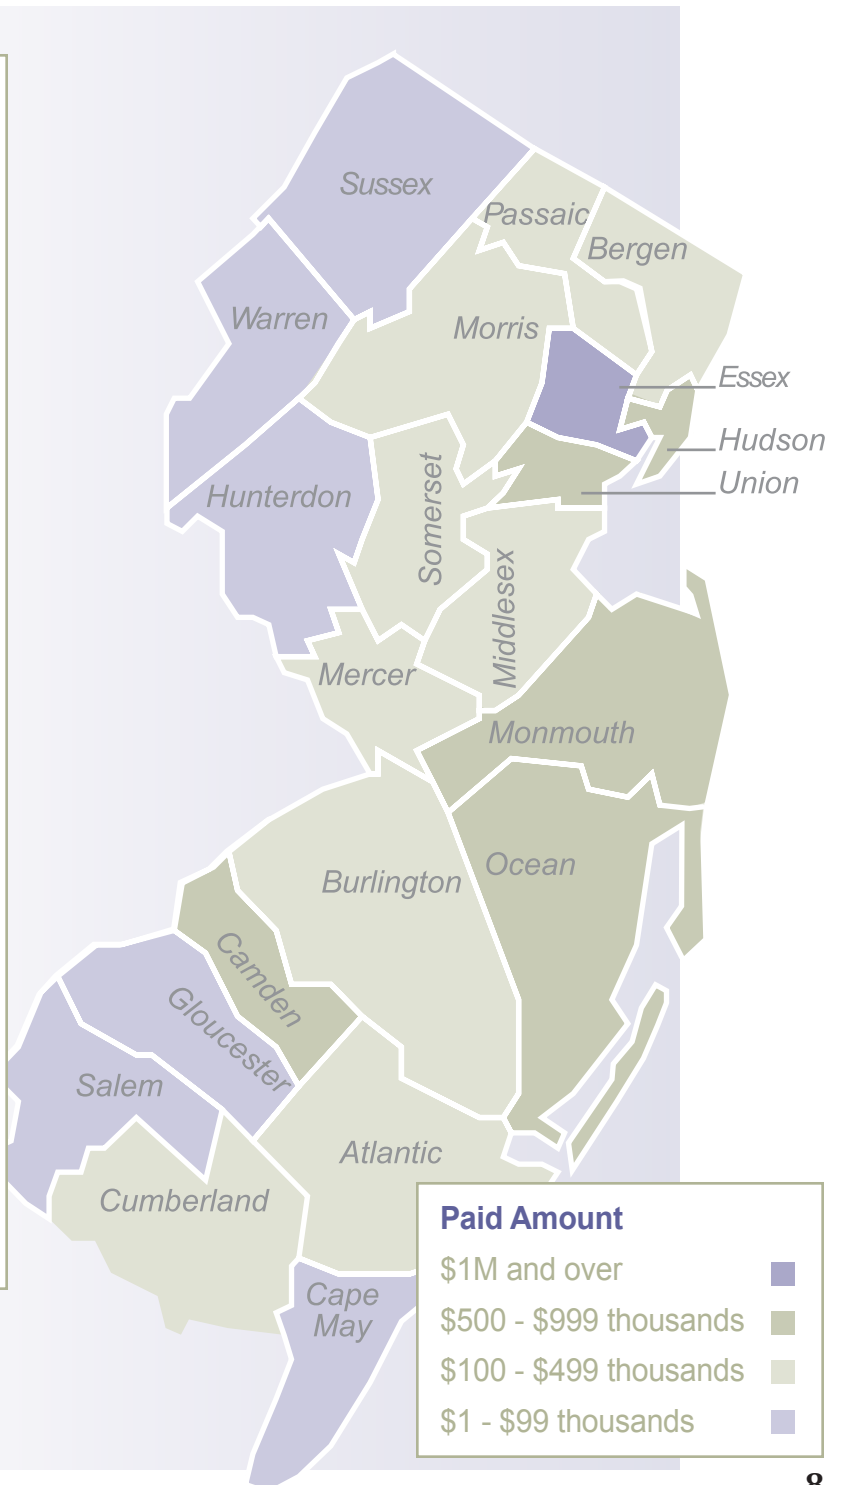 Sussex
Passaic
Bergen
Warren
Morris
Essex
Hudson
Union
Hunterdon
Somerset
Middlesex
Mercer
Monmouth
Ocean
Burlington
Camden
Gloucester
Salem
Atlantic
Cumberland
Cape
May
Paid Amount
$1M and over
$500 - $999 thousands
$100 - $499 thousands
$1 - $99 thousands
8